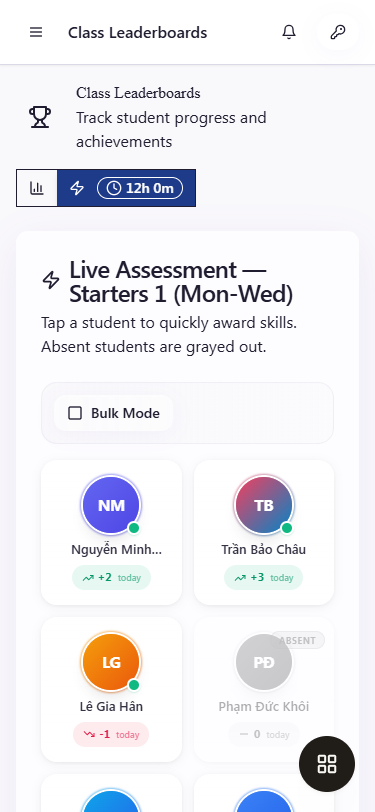 Class Leaderboards
Class Leaderboards
Track student progress and
achievements
12h 0m
Live Assessment —
Starters 1 (Mon-Wed)
Tap a student to quickly award skills.
Absent students are grayed out.
Bulk Mode
NM
Nguyễn Minh...
+2 today
TB
Trần Bảo Châu
+3 today
LG
Lê Gia Hân
-1 today
ABSENT
PĐ
Phạm Đức Khôi
0 today